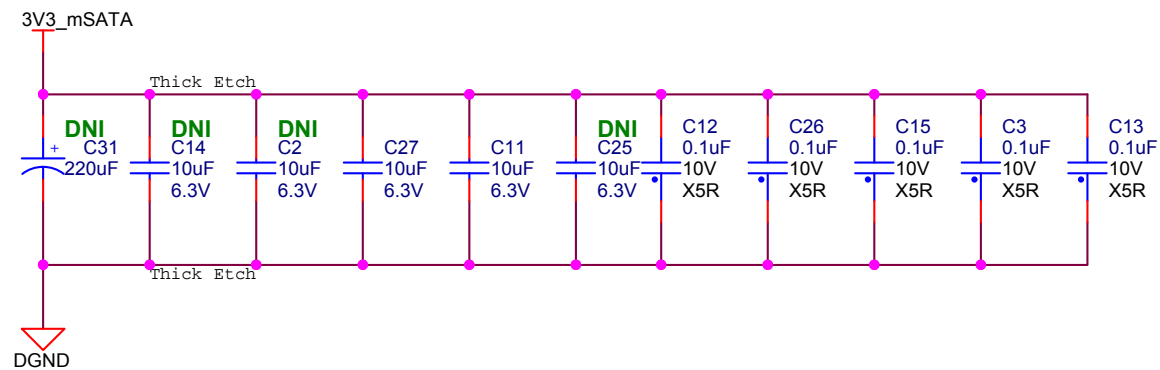 3V3_mSATA
Thick Etch
DNI
C31
220uF
DNI
C14
10uF
6.3V
DNI
C2
10uF
6.3V
C27
10uF
6.3V
C11
10uF
6.3V
DNI
C25
10uF
6.3V
C12
0.1uF
10V
X5R
C26
0.1uF
10V
X5R
C15
0.1uF
10V
X5R
C3
0.1uF
10V
X5R
C13
0.1uF
10V
X5R
+
Thick Etch
DGND